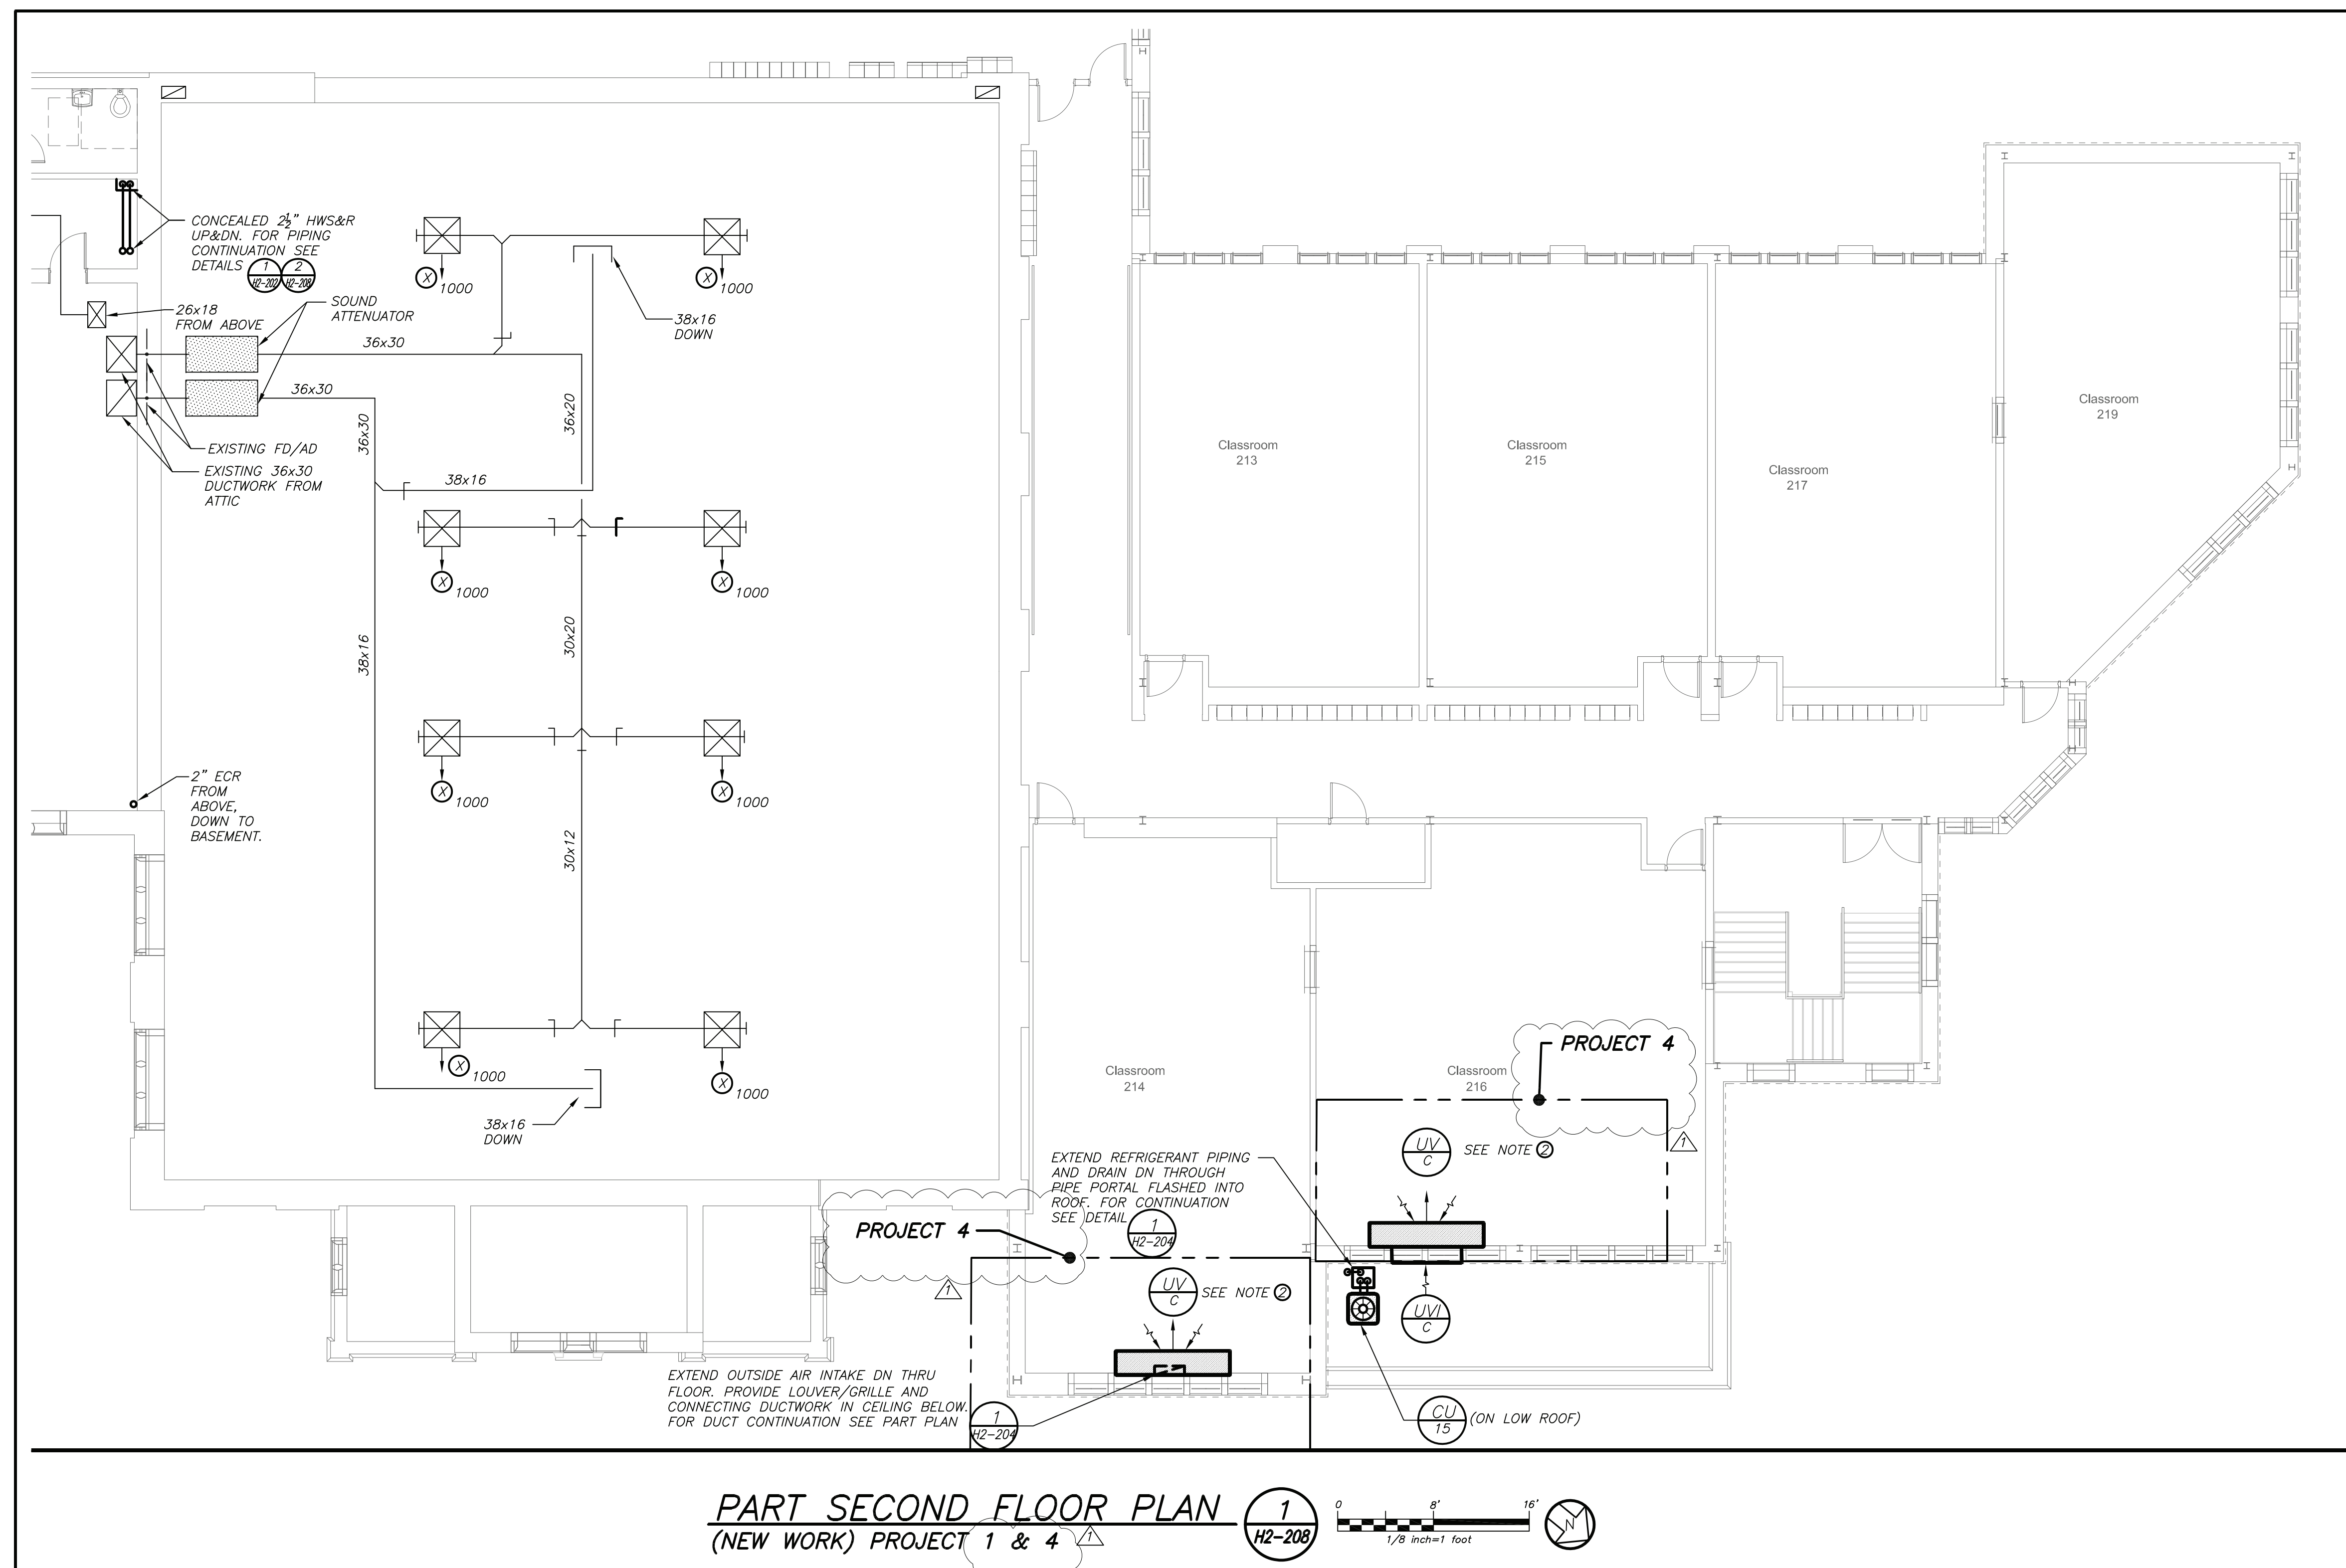 CONCEALED 2½" HWS&R
UP&DN. FOR PIPING
CONTINUATION SEE
DETAILS
1
H2-202
2
H2-208
26x18
FROM ABOVE
SOUND
ATTENUATOR
36x30
36x30
36x30
EXISTING FD/AD
EXISTING 36x30
DUCTWORK FROM
ATTIC
X
1000
X
1000
38x16
DOWN
36x20
38x16
X
1000
X
1000
38x16
30x20
X
1000
X
1000
2" ECR
FROM
ABOVE,
DOWN TO
BASEMENT.
30x12
X
1000
X
1000
38x16
DOWN
Classroom
213
Classroom
215
Classroom
217
Classroom
219
Classroom
214
Classroom
216
PROJECT 4
1
UV
C
SEE NOTE 2
EXTEND REFRIGERANT PIPING
AND DRAIN DN THROUGH
PIPE PORTAL FLASHED INTO
ROOF. FOR CONTINUATION
SEE DETAIL
1
H2-204
PROJECT 4
1
UV
C
SEE NOTE 2
UVI
C
EXTEND OUTSIDE AIR INTAKE DN THRU
FLOOR. PROVIDE LOUVER/GRILLE AND
CONNECTING DUCTWORK IN CEILING BELOW.
FOR DUCT CONTINUATION SEE PART PLAN
1
H2-204
CU
15
(ON LOW ROOF)
PART SECOND FLOOR PLAN
(NEW WORK) PROJECT 1 & 4
1
1
H2-208
0 8' 16'
1/8 inch=1 foot
N